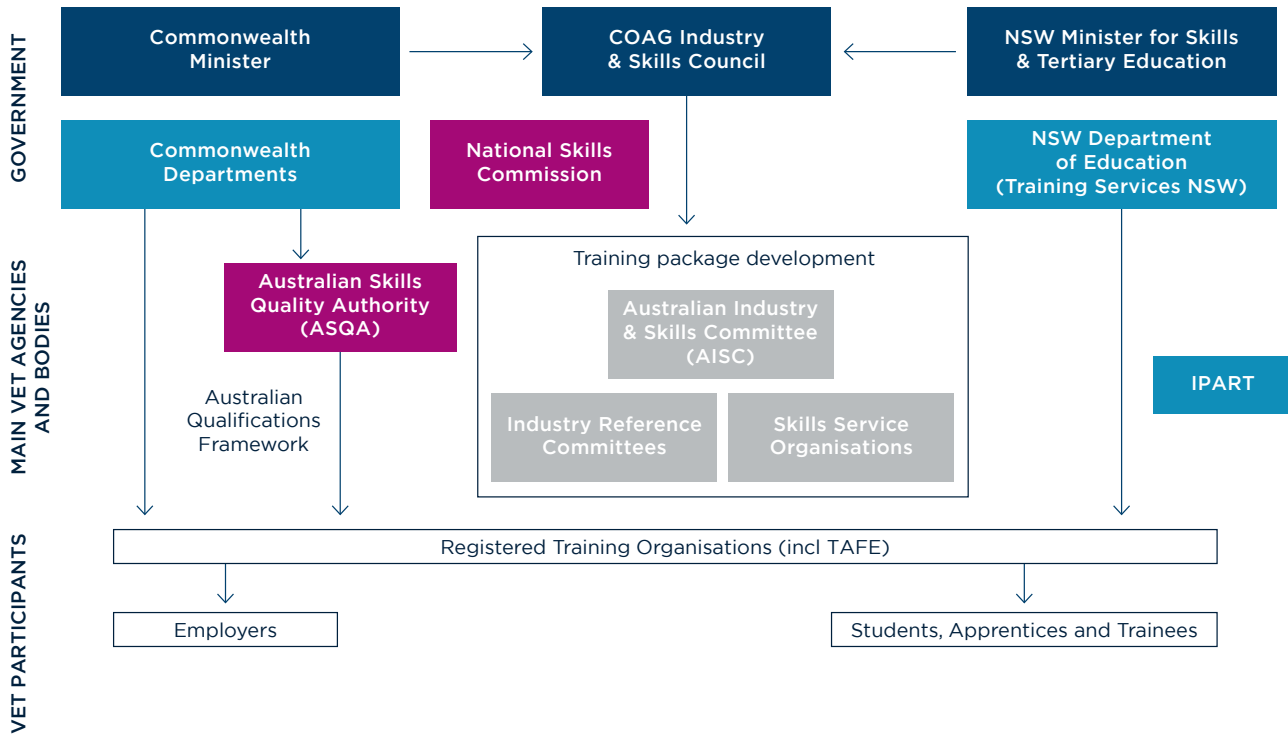 GOVERNMENT
Commonwealth
Minister
COAG Industry
& Skills Council
NSW Minister for Skills
& Tertiary Education
Commonwealth
Departments
National Skills
Commission
NSW Department
of Education
(Training Services NSW)
MAIN VET AGENCIES
AND BODIES
Australian Skills
Quality Authority
(ASQA)
Australian
Qualifications
Framework
Training package development
Australian Industry
& Skills Committee
(AISC)
Industry Reference
Committees
Skills Service
Organisations
IPART
VET PARTICIPANTS
Registered Training Organisations (incl TAFE)
Employers
Students, Apprentices and Trainees